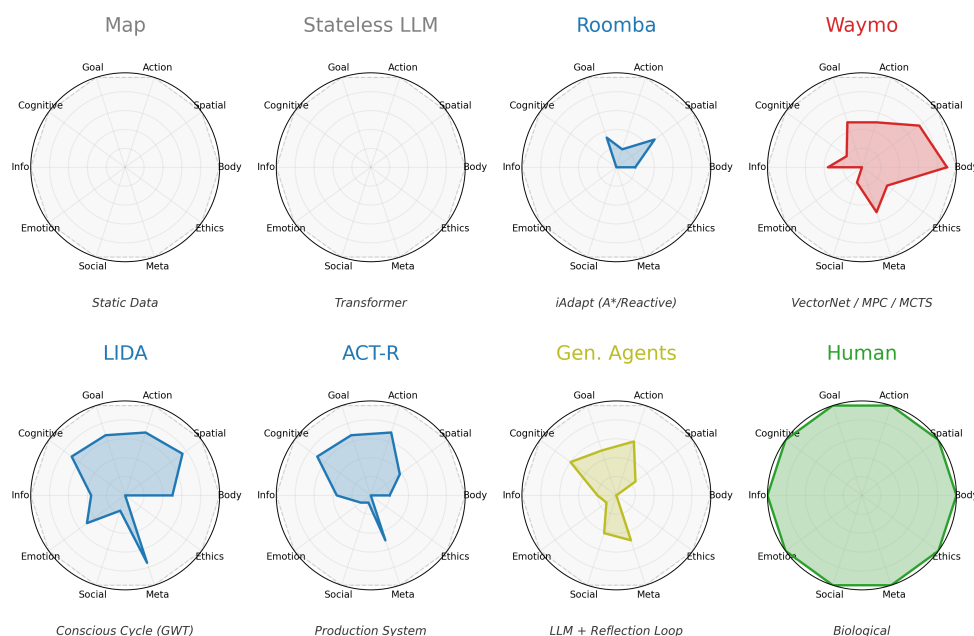 Map
Stateless LLM
Roomba
Waymo
Goal Action
Cognitive Spatial
Info Body
Emotion Ethics
Social Meta
Goal Action
Cognitive Spatial
Info Body
Emotion Ethics
Social Meta
Goal Action
Cognitive Spatial
Info Body
Emotion Ethics
Social Meta
Goal Action
Cognitive Spatial
Info Body
Emotion Ethics
Social Meta
Static Data
Transformer
iAdapt (A*/Reactive)
VectorNet / MPC / MCTS
LIDA
ACT-R
Gen. Agents
Human
Goal Action
Cognitive Spatial
Info Body
Emotion Ethics
Social Meta
Goal Action
Cognitive Spatial
Info Body
Emotion Ethics
Social Meta
Goal Action
Cognitive Spatial
Info Body
Emotion Ethics
Social Meta
Goal Action
Cognitive Spatial
Info Body
Emotion Ethics
Social Meta
Conscious Cycle (GWT)
Production System
LLM + Reflection Loop
Biological